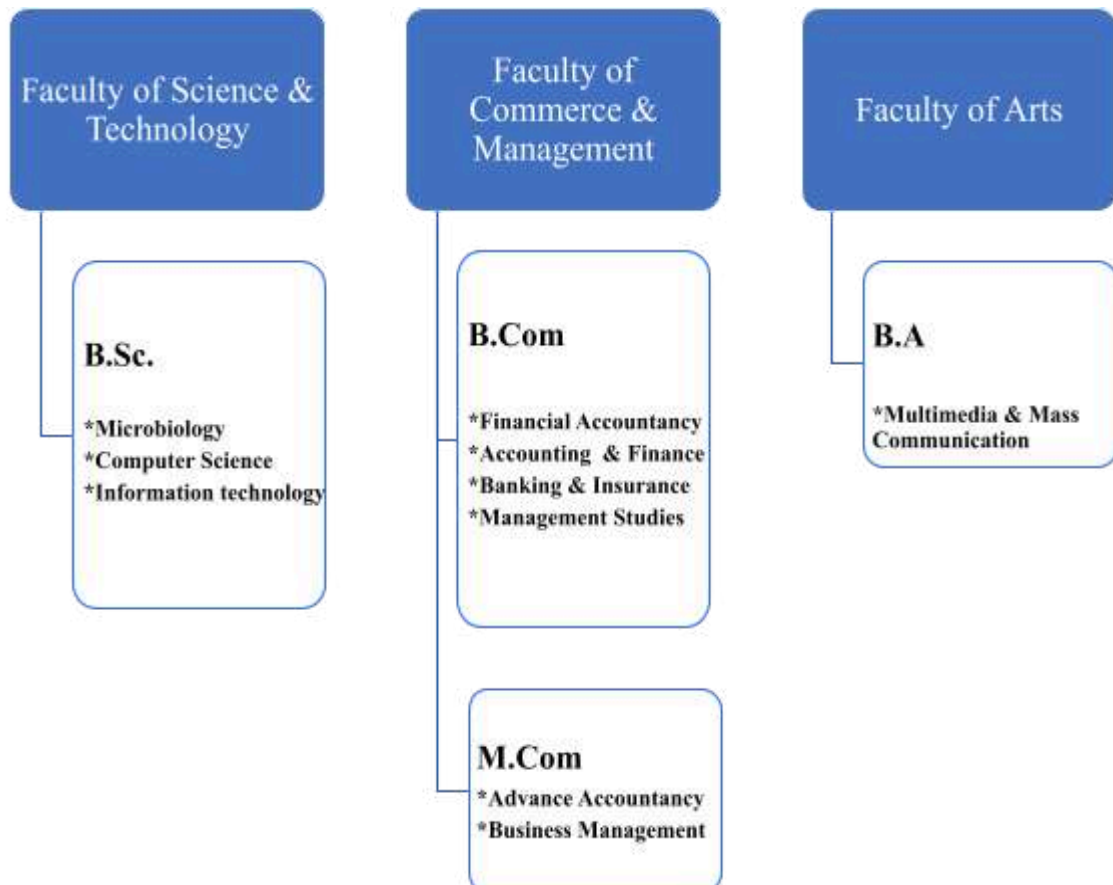 Faculty of Science &
Technology
B.Sc.
*Microbiology
*Computer Science
*Information technology
Faculty of
Commerce &
Management
B.Com
*Financial Accountancy
*Accounting & Finance
*Banking & Insurance
*Management Studies
M.Com
*Advance Accountancy
*Business Management
Faculty of Arts
B.A
*Multimedia & Mass
Communication